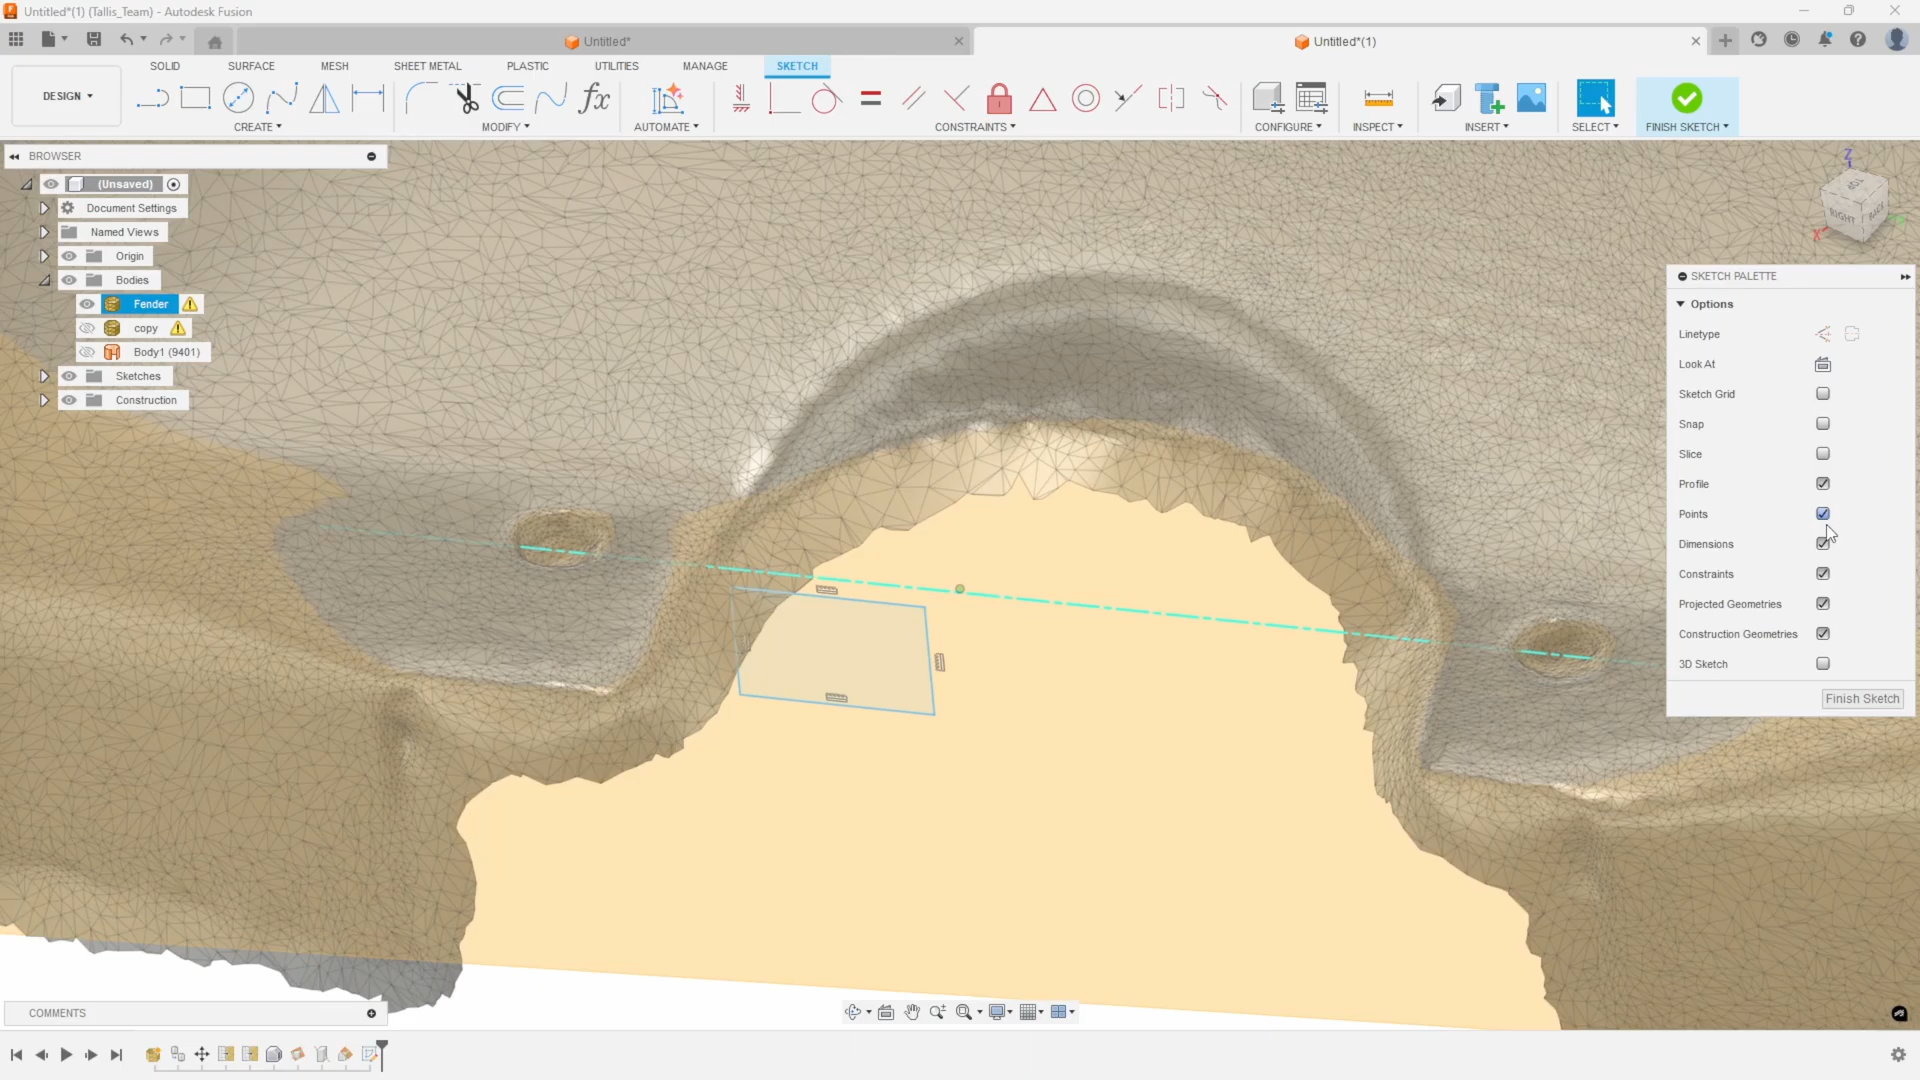 Untitled*(1) (Tallis_Team) - Autodesk Fusion
Untitled*
Untitled*(1)
SOLID SURFACE MESH SHEET METAL PLASTIC UTILITIES MANAGE SKETCH
DESIGN
fx
CREATE MODIFY AUTOMATE CONSTRAINTS CONFIGURE INSPECT INSERT SELECT FINISH SKETCH
BROWSER
(Unsaved)
Document Settings
Named Views
Origin
Bodies
Fender
copy
Body1 (9401)
Sketches
Construction
Z
TOP
RIGHT
BACK
X
SKETCH PALETTE
Options
Linetype
Look At
Sketch Grid
Snap
Slice
Profile
Points
Dimensions
Constraints
Projected Geometries
Construction Geometries
3D Sketch
Finish Sketch
COMMENTS